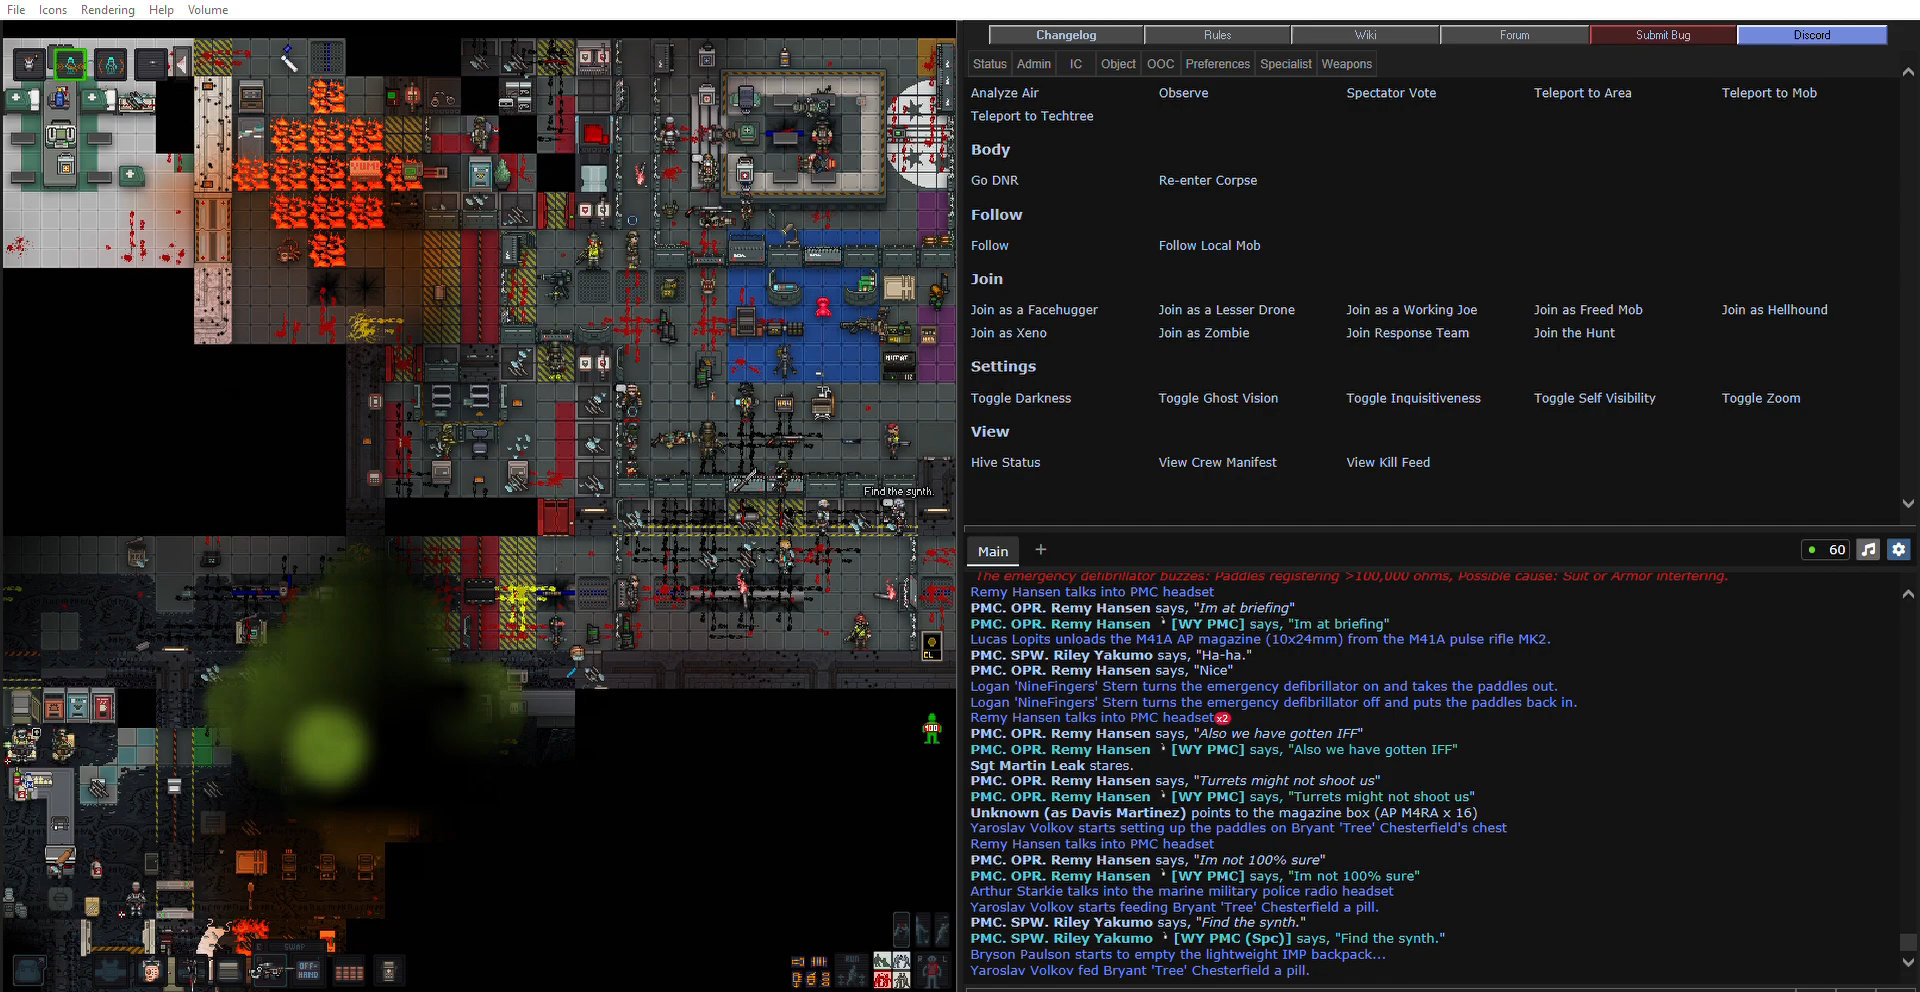 File Icons Rendering Help Volume
Changelog Rules Wiki Forum Submit Bug Discord
Status Admin IC Object OOC Preferences Specialist Weapons
Analyze Air Observe Spectator Vote Teleport to Area Teleport to Mob
Teleport to Techtree
Body
Go DNR Re-enter Corpse
Follow
Follow Follow Local Mob
Join
Join as a Facehugger Join as a Lesser Drone Join as a Working Joe Join as Freed Mob Join as Hellhound
Join as Xeno Join as Zombie Join Response Team Join the Hunt
Settings
Toggle Darkness Toggle Ghost Vision Toggle Inquisitiveness Toggle Self Visibility Toggle Zoom
View
Hive Status View Crew Manifest View Kill Feed
Find the synth.
CL
100
SWAP
OFF-
HAND
Main + 60
The emergency defibrillator buzzes: Paddles registering >100,000 ohms, Possible cause: Suit or Armor interfering.
Remy Hansen talks into PMC headset
PMC. OPR. Remy Hansen says, "Im at briefing"
PMC. OPR. Remy Hansen [WY PMC] says, "Im at briefing"
Lucas Lopits unloads the M41A AP magazine (10x24mm) from the M41A pulse rifle MK2.
PMC. SPW. Riley Yakumo says, "Ha-ha."
PMC. OPR. Remy Hansen says, "Nice"
Logan 'NineFingers' Stern turns the emergency defibrillator on and takes the paddles out.
Logan 'NineFingers' Stern turns the emergency defibrillator off and puts the paddles back in.
Remy Hansen talks into PMC headset x2
PMC. OPR. Remy Hansen says, "Also we have gotten IFF"
PMC. OPR. Remy Hansen [WY PMC] says, "Also we have gotten IFF"
Sgt Martin Leak stares.
PMC. OPR. Remy Hansen says, "Turrets might not shoot us"
PMC. OPR. Remy Hansen [WY PMC] says, "Turrets might not shoot us"
Unknown (as Davis Martinez) points to the magazine box (AP M4RA x 16)
Yaroslav Volkov starts setting up the paddles on Bryant 'Tree' Chesterfield's chest
Remy Hansen talks into PMC headset
PMC. OPR. Remy Hansen says, "Im not 100% sure"
PMC. OPR. Remy Hansen [WY PMC] says, "Im not 100% sure"
Arthur Starkie talks into the marine military police radio headset
Yaroslav Volkov starts feeding Bryant 'Tree' Chesterfield a pill.
PMC. SPW. Riley Yakumo says, "Find the synth."
PMC. SPW. Riley Yakumo [WY PMC (Spc)] says, "Find the synth."
Bryson Paulson starts to empty the lightweight IMP backpack...
Yaroslav Volkov fed Bryant 'Tree' Chesterfield a pill.